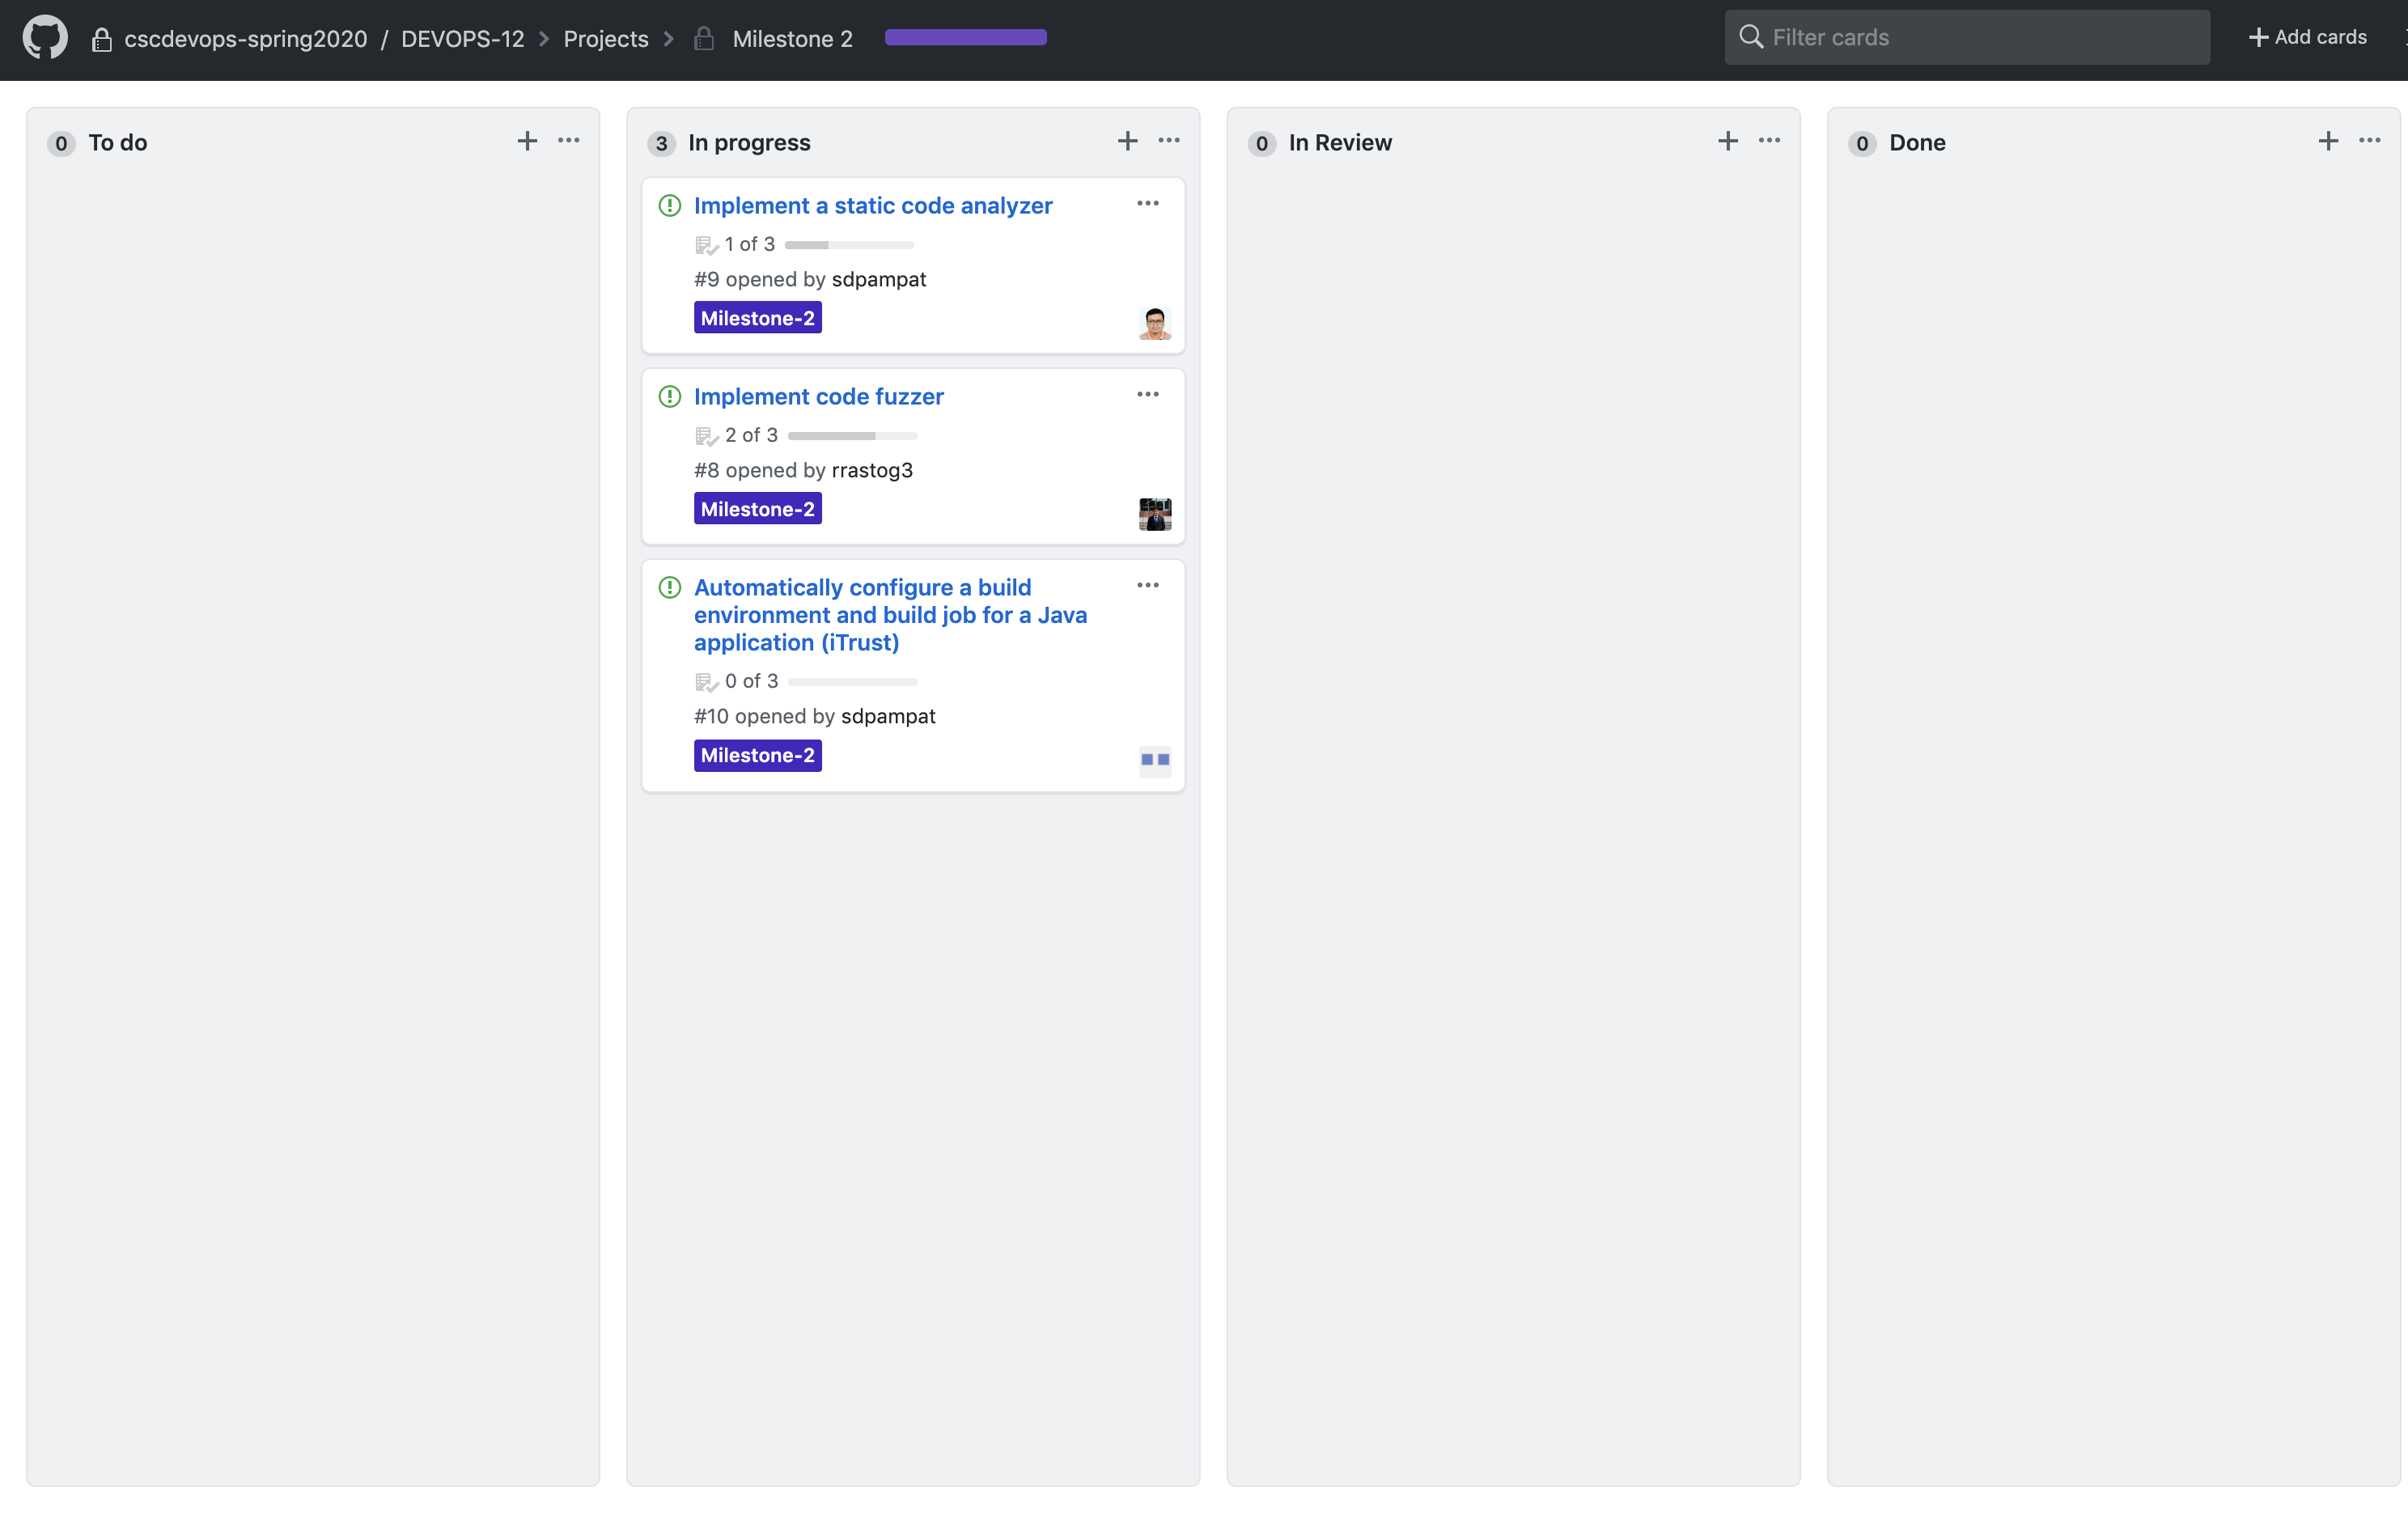 cscdevops-spring2020 / DEVOPS-12 > Projects > Milestone 2
Filter cards
Add cards
0 To do
3 In progress
Implement a static code analyzer
1 of 3
#9 opened by sdpampat
Milestone-2
Implement code fuzzer
2 of 3
#8 opened by rrastog3
Milestone-2
Automatically configure a build
environment and build job for a Java
application (iTrust)
0 of 3
#10 opened by sdpampat
Milestone-2
0 In Review
0 Done